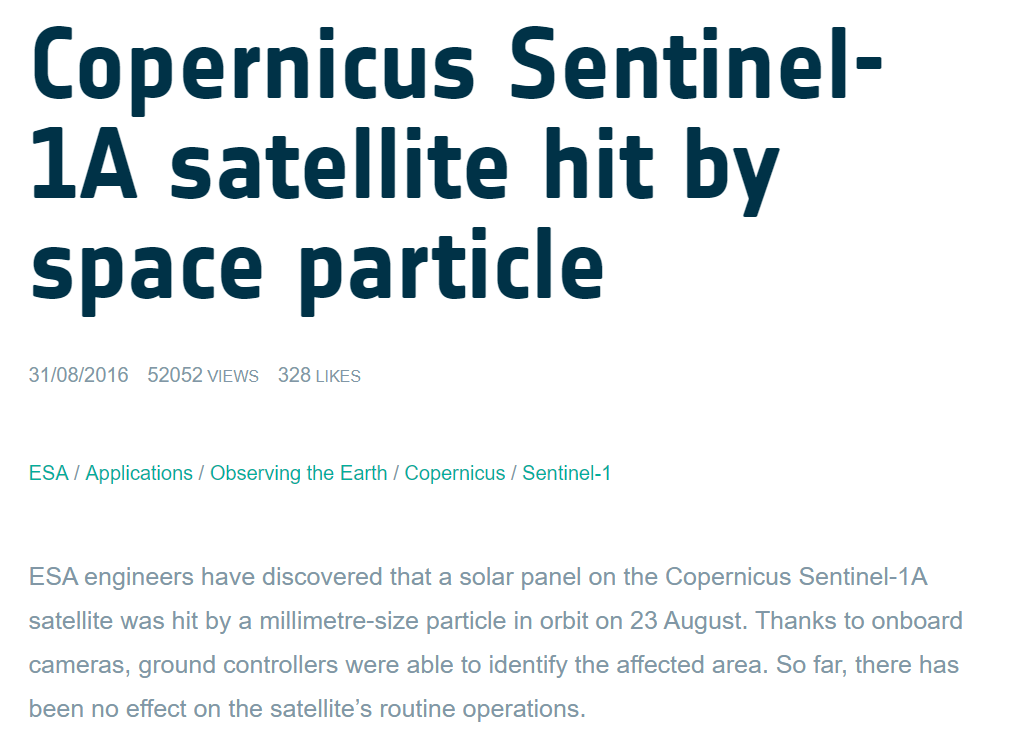 Copernicus Sentinel-
1A satellite hit by
space particle
31/08/2016 52052 VIEWS 328 LIKES
ESA / Applications / Observing the Earth / Copernicus / Sentinel-1
ESA engineers have discovered that a solar panel on the Copernicus Sentinel-1A
satellite was hit by a millimetre-size particle in orbit on 23 August. Thanks to onboard
cameras, ground controllers were able to identify the affected area. So far, there has
been no effect on the satellite’s routine operations.